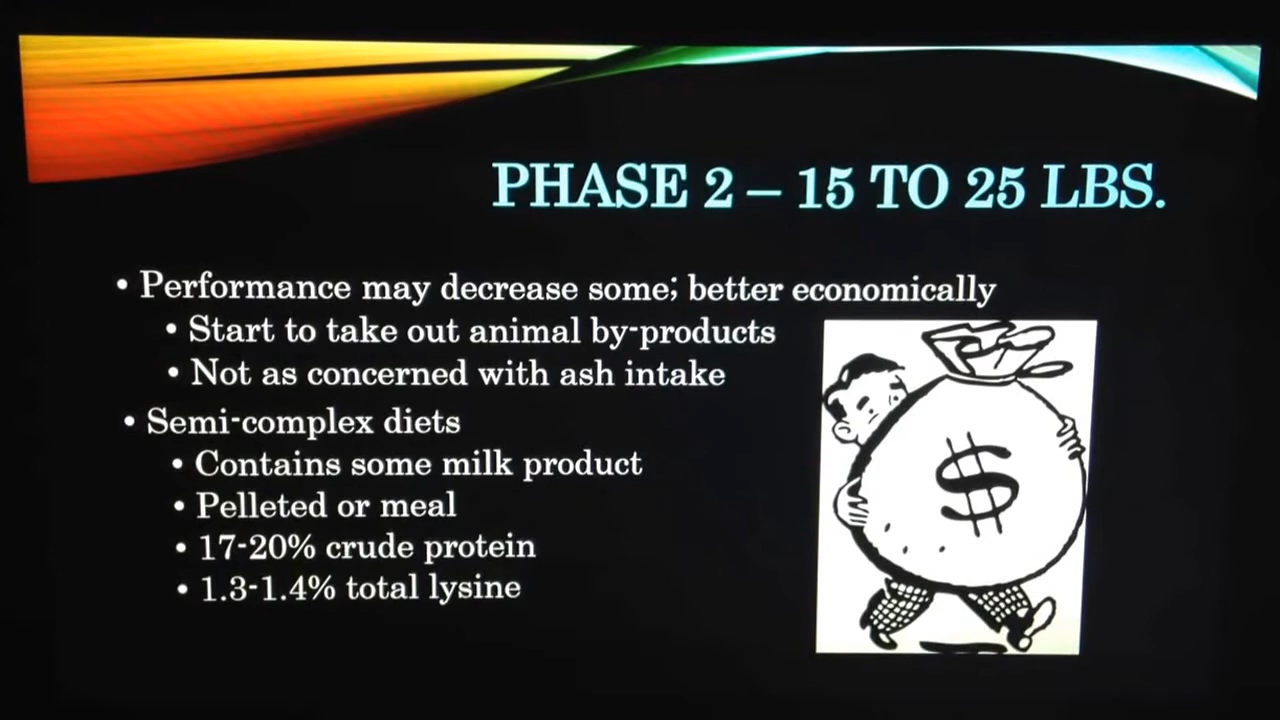 PHASE 2 – 15 TO 25 LBS.
• Performance may decrease some; better economically
• Start to take out animal by-products
• Not as concerned with ash intake
• Semi-complex diets
• Contains some milk product
• Pelleted or meal
• 17-20% crude protein
• 1.3-1.4% total lysine
$